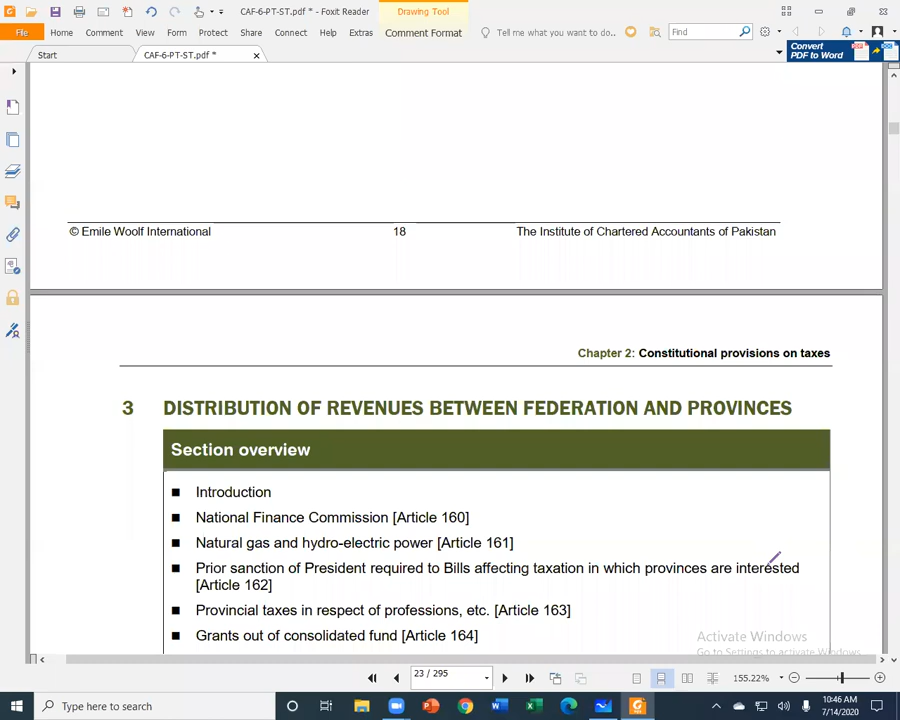 CAF-6-PT-ST.pdf * - Foxit Reader
Drawing Tool
File Home Comment View Form Protect Share Connect Help Extras Comment Format Tell me what you want to do.. Find
Start CAF-6-PT-ST.pdf *
Convert
PDF to Word
© Emile Woolf International 18 The Institute of Chartered Accountants of Pakistan
Chapter 2: Constitutional provisions on taxes
3 DISTRIBUTION OF REVENUES BETWEEN FEDERATION AND PROVINCES
Section overview
■ Introduction
■ National Finance Commission [Article 160]
■ Natural gas and hydro-electric power [Article 161]
■ Prior sanction of President required to Bills affecting taxation in which provinces are interested
[Article 162]
■ Provincial taxes in respect of professions, etc. [Article 163]
■ Grants out of consolidated fund [Article 164]
Activate Windows
Go to Settings to activate Windows.
23 / 295 155.22%
Type here to search
10:46 AM
7/14/2020